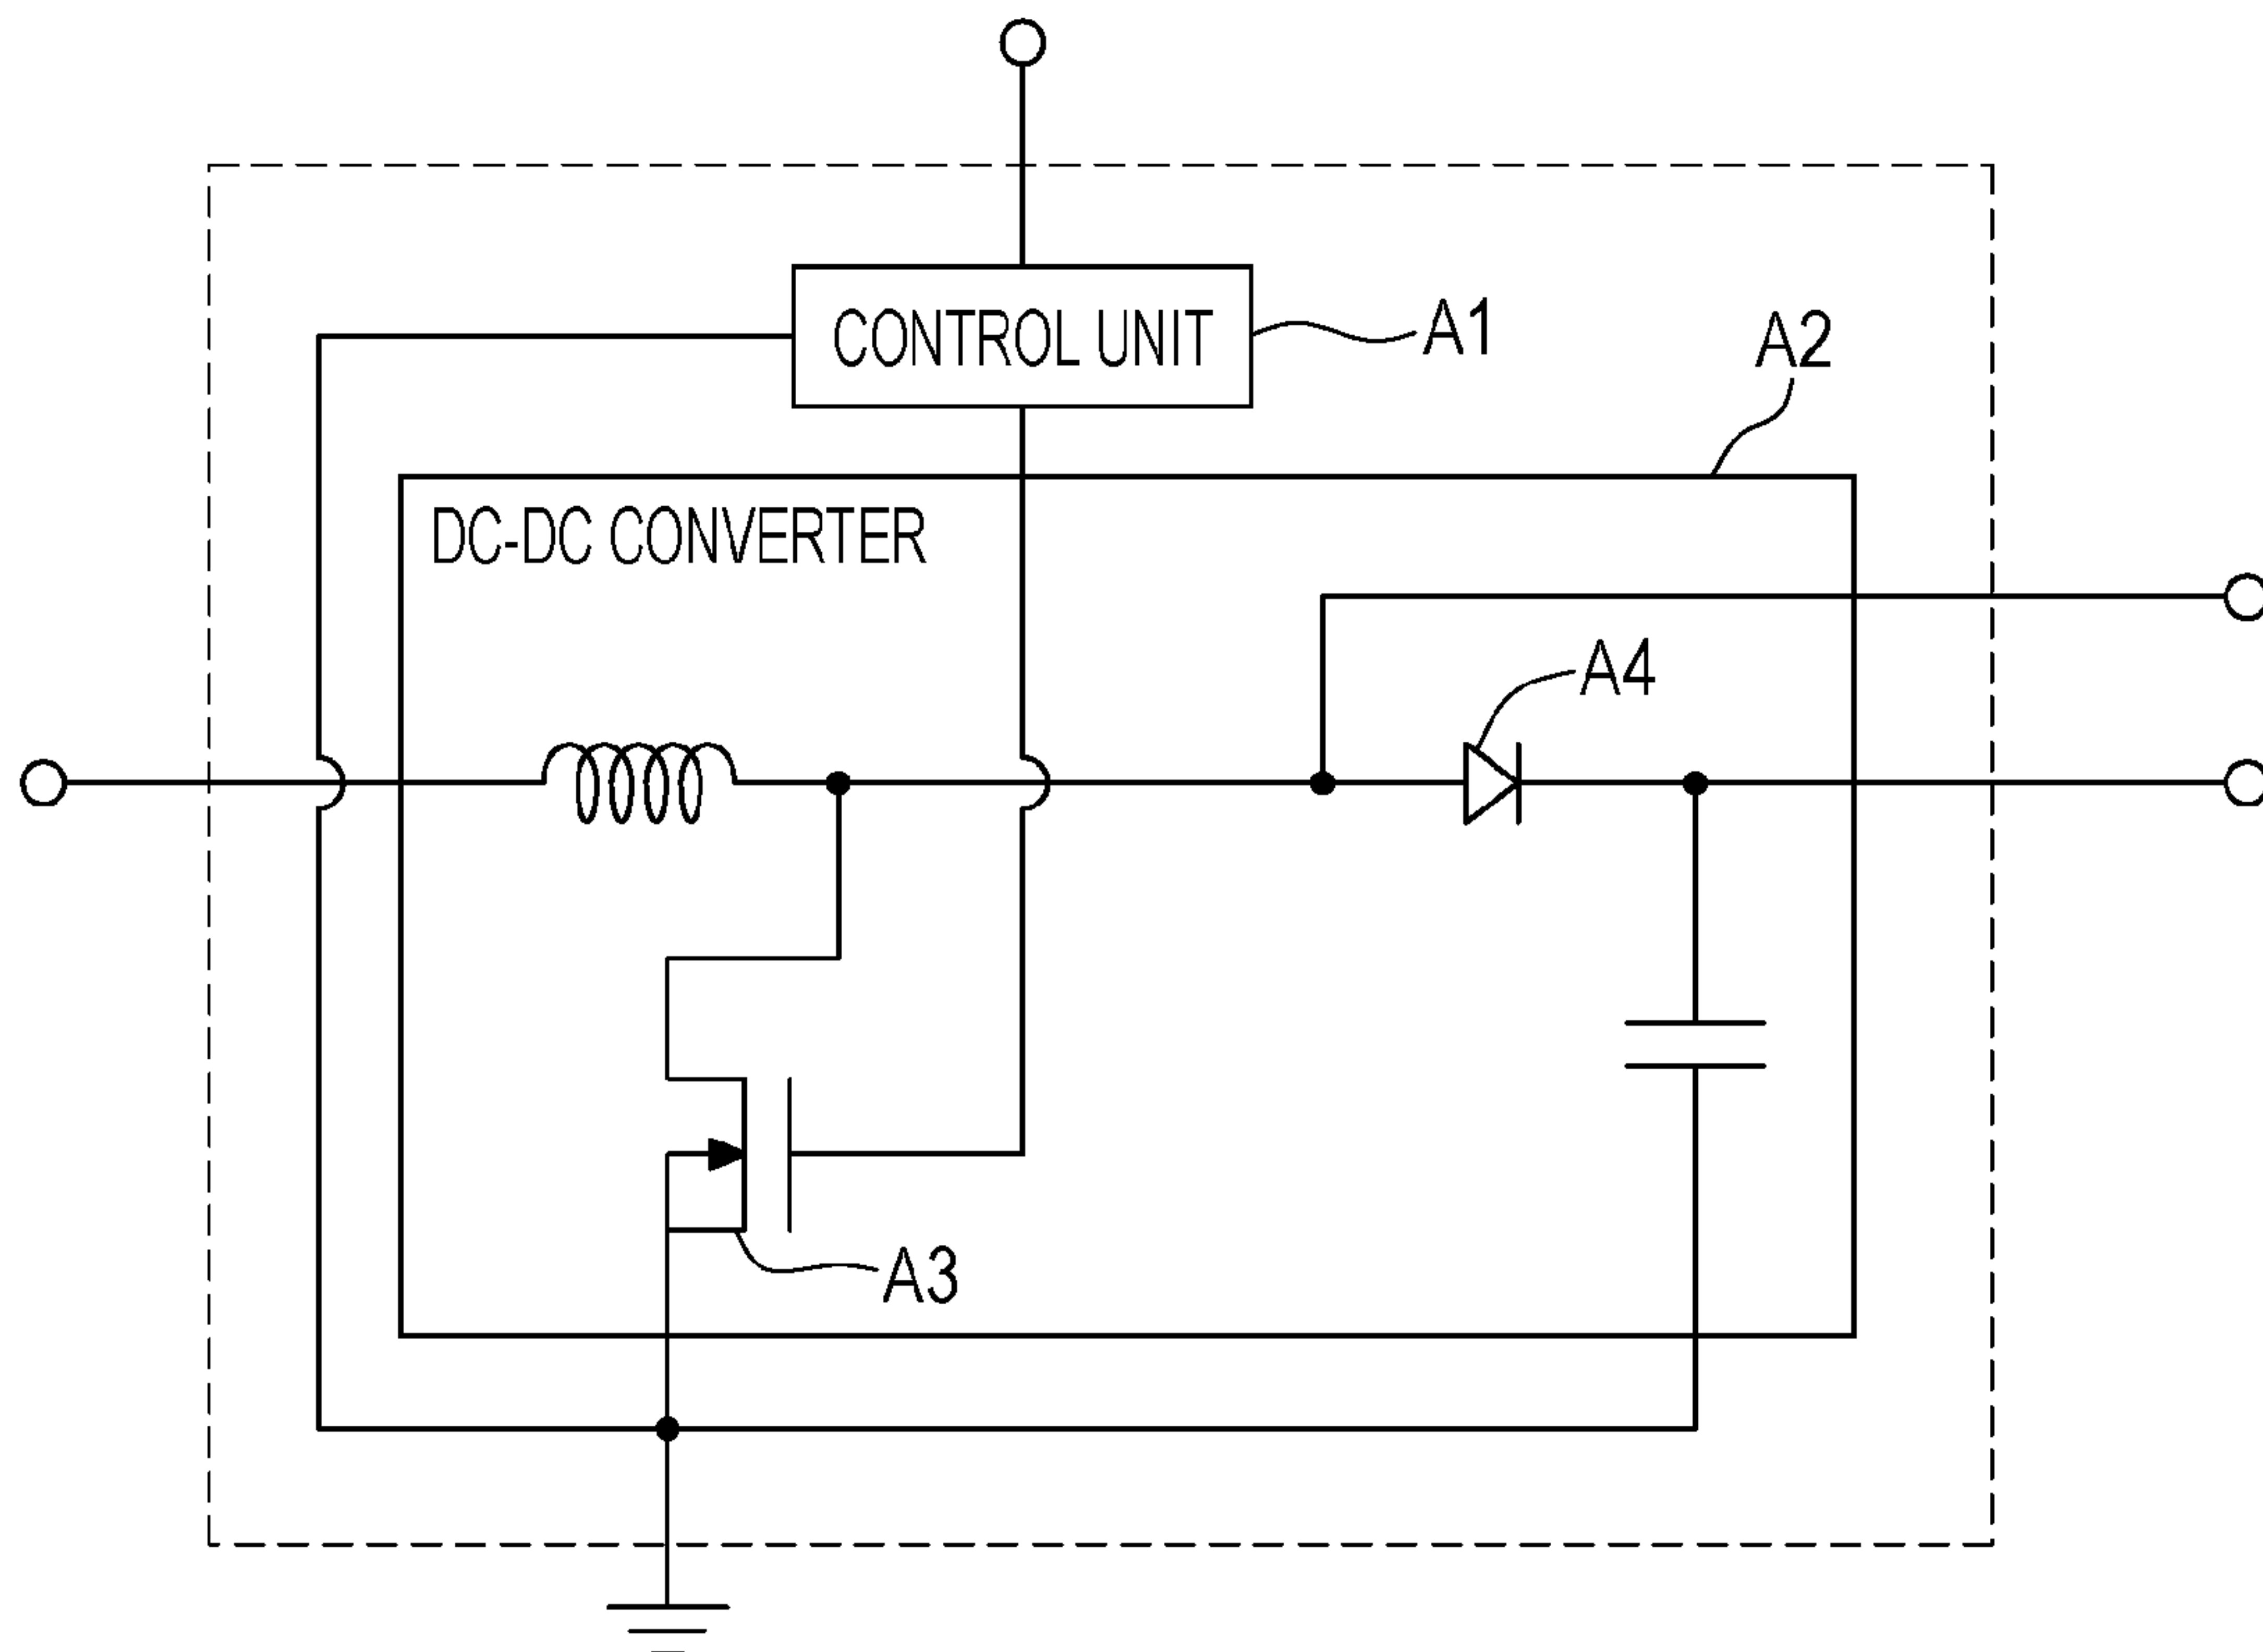 CONTROL UNIT
A1
A2
DC-DC CONVERTER
A4
A3